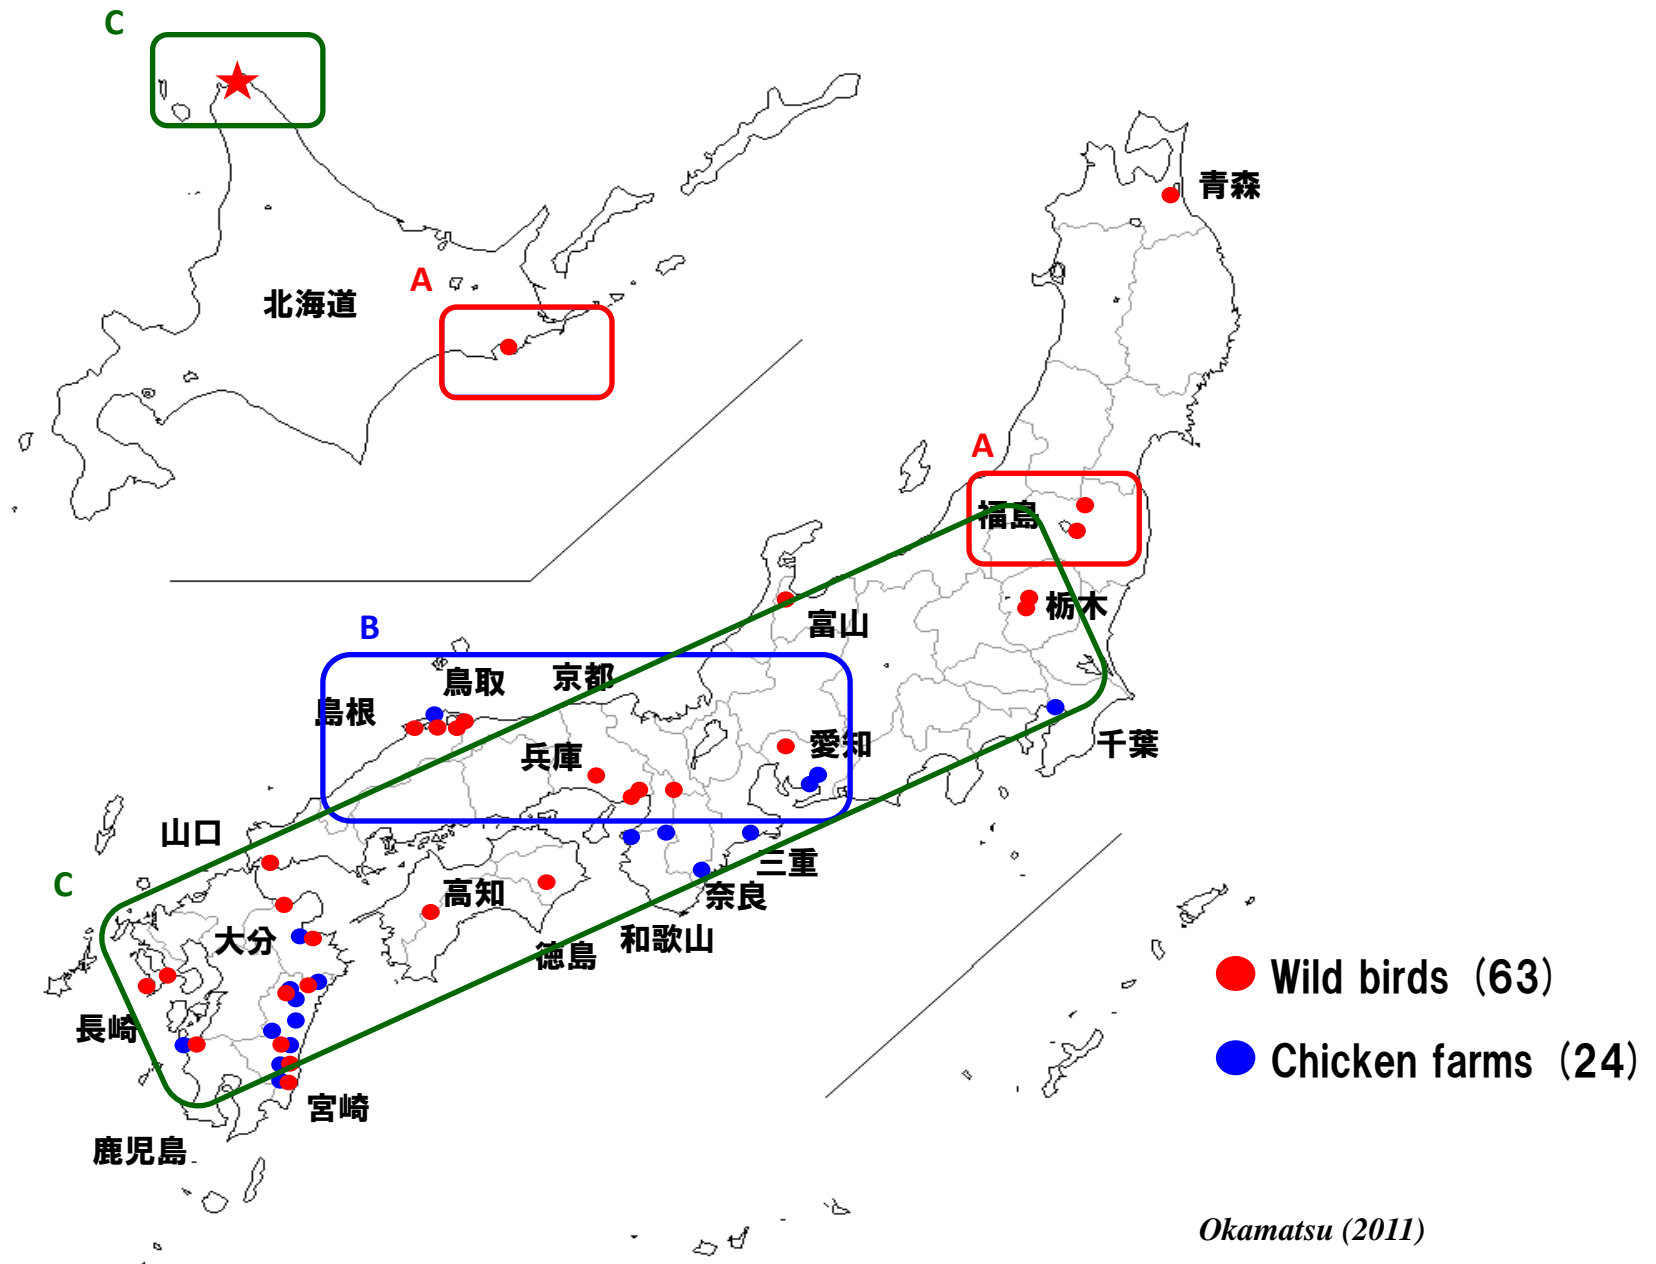 C
青森
A
北海道
A
福島
栃木
富山
B
鳥取
京都
島根
兵庫
愛知
千葉
山口
三重
C
高知
奈良
大分
徳島
和歌山
長崎
宮崎
鹿児島
Wild birds (63)
Chicken farms (24)
Okamatsu (2011)